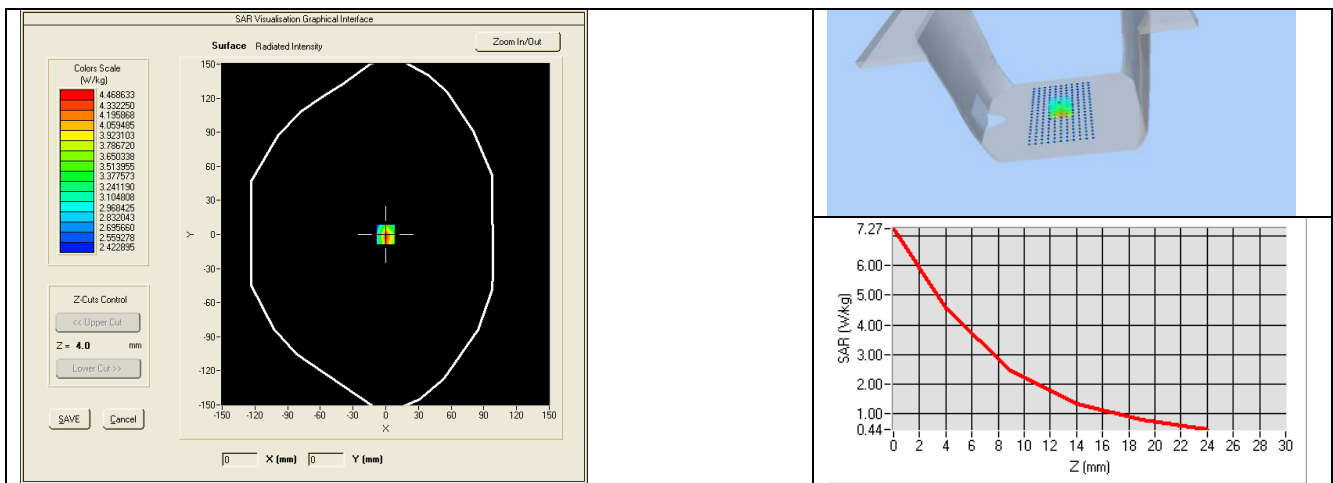 SAR Visualisation Graphical Interface
Surface Radiated Intensity
Zoom In/Out
Colors Scale
(W/kg)
4.468633
4.332250
4.195868
4.059485
3.923103
3.786720
3.650338
3.513955
3.377573
3.241190
3.104808
2.968425
2.832043
2.695660
2.559278
2.422895
Z-Cuts Control
<< Upper Cut
Z = 4.0 mm
Lower Cut >>
SAVE Cancel
150
120
90
60
30
0
-30
-60
-90
-120
-150
Y
-150 -120 -90 -60 -30 0 30 60 90 120 150
X
0 X (mm) 0 Y (mm)
7.27
6.00
5.00
4.00
3.00
2.00
1.00
0.44
SAR (W/kg)
0 2 4 6 8 10 12 14 16 18 20 22 24 26 28 30
Z (mm)